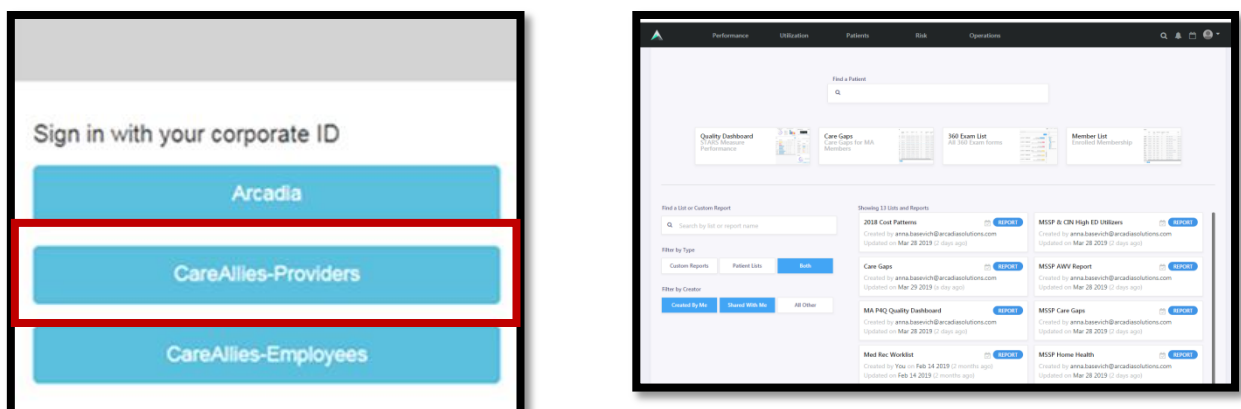 Sign in with your corporate ID
Arcadia
CareAllies-Providers
CareAllies-Employees
Performance Utilization Patients Risk Operations
Find a Patient
Quality Dashboard
STARS Measure
Performance
Care Gaps
Care Gaps for MA
Members
360 Exam List
All 360 Exam forms
Member List
Enrolled Membership
Find a List or Custom Report
Search by list or report name
Filter by Type
Custom Reports Patient Lists Both
Filter by Creator
Created By Me Shared With Me All Other
Showing 13 Lists and Reports
2018 Cost Patterns REPORT
Created by anna.basevich@arcadiasolutions.com
Updated on Mar 28 2019 (2 days ago)
MSSP & CIN High ED Utilizers REPORT
Created by anna.basevich@arcadiasolutions.com
Updated on Mar 28 2019 (2 days ago)
Care Gaps REPORT
Created by anna.basevich@arcadiasolutions.com
Updated on Mar 29 2019 (a day ago)
MSSP AWV Report REPORT
Created by anna.basevich@arcadiasolutions.com
Updated on Mar 28 2019 (2 days ago)
MA P4Q Quality Dashboard REPORT
Created by anna.basevich@arcadiasolutions.com
Updated on Mar 28 2019 (2 days ago)
MSSP Care Gaps REPORT
Created by anna.basevich@arcadiasolutions.com
Updated on Mar 28 2019 (2 days ago)
Med Rec Worklist REPORT
Created by You on Feb 14 2019 (2 months ago)
Updated on Feb 14 2019 (2 months ago)
MSSP Home Health REPORT
Created by anna.basevich@arcadiasolutions.com
Updated on Mar 28 2019 (2 days ago)